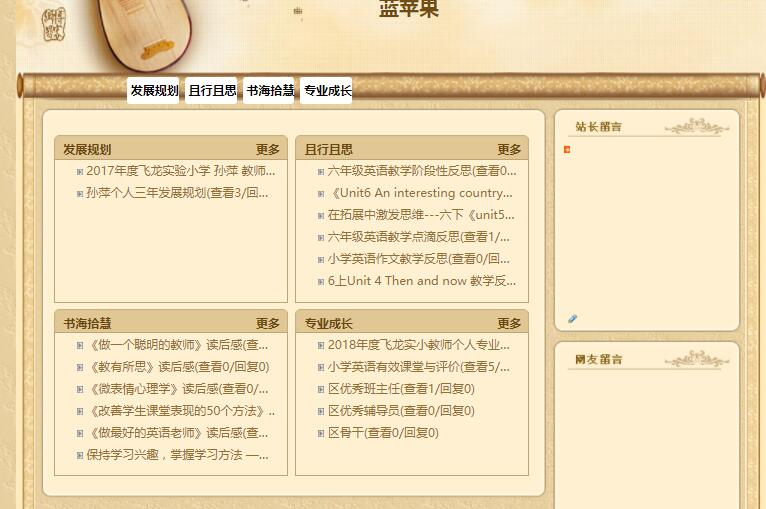 蓝苹果
发展规划 且行且思 书海拾慧 专业成长
发展规划 更多
2017年度飞龙实验小学 孙萍 教师...
孙萍个人三年发展规划(查看3/回...
且行且思 更多
六年级英语教学阶段性反思(查看0...
《Unit6 An interesting country...
在拓展中激发思维---六下《unit5...
六年级英语教学点滴反思(查看1/...
小学英语作文教学反思(查看0/回...
6上Unit 4 Then and now 教学反...
书海拾慧 更多
《做一个聪明的教师》读后感(查...
《教有所思》读后感(查看0/回复0)
《微表情心理学》读后感(查看0/...
《改善学生课堂表现的50个方法》..
《做最好的英语老师》读后感(查...
保持学习兴趣，掌握学习方法 —...
专业成长 更多
2018年度飞龙实小教师个人专业...
小学英语有效课堂与评价(查看5/...
区优秀班主任(查看1/回复0)
区优秀辅导员(查看0/回复0)
区骨干(查看0/回复0)
站长留言
网友留言